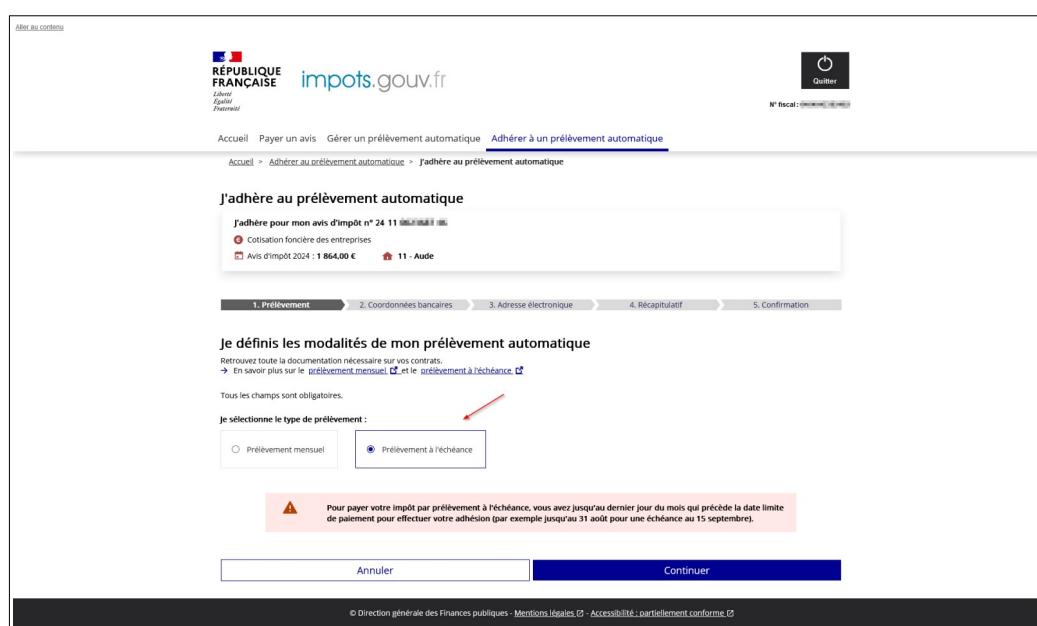 Aller au contenu
RÉPUBLIQUE
FRANÇAISE
Liberté
Égalité
Fraternité
impots.gouv.fr
Quitter
N° fiscal :
Accueil Payer un avis Gérer un prélèvement automatique Adhérer à un prélèvement automatique
Accueil > Adhérer au prélèvement automatique > J'adhère au prélèvement automatique
J'adhère au prélèvement automatique
J'adhère pour mon avis d'impôt n° 24 11
Cotisation foncière des entreprises
Avis d'impôt 2024 : 1 864,00 € 11 - Aude
1. Prélèvement 2. Coordonnées bancaires 3. Adresse électronique 4. Récapitulatif 5. Confirmation
Je définis les modalités de mon prélèvement automatique
Retrouvez toute la documentation nécessaire sur vos contrats.
→ En savoir plus sur le prélèvement mensuel et le prélèvement à l'échéance
Tous les champs sont obligatoires.
Je sélectionne le type de prélèvement :
Prélèvement mensuel Prélèvement à l'échéance
Pour payer votre impôt par prélèvement à l'échéance, vous avez jusqu'au dernier jour du mois qui précède la date limite
de paiement pour effectuer votre adhésion (par exemple jusqu'au 31 août pour une échéance au 15 septembre).
Annuler Continuer
© Direction générale des Finances publiques - Mentions légales - Accessibilité : partiellement conforme